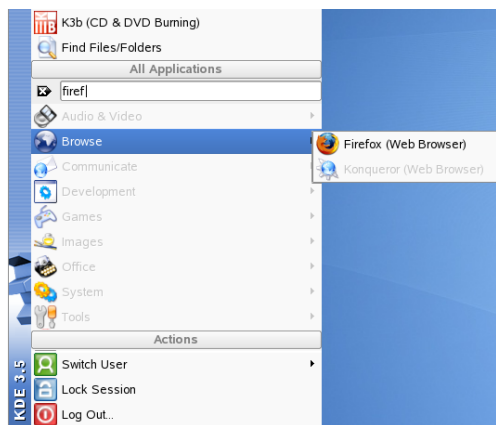 K3b (CD & DVD Burning)
Find Files/Folders
All Applications
firef
Audio & Video
Browse
Firefox (Web Browser)
Konqueror (Web Browser)
Communicate
Development
Games
Images
Office
System
Tools
Actions
Switch User
Lock Session
Log Out...
KDE 3.5